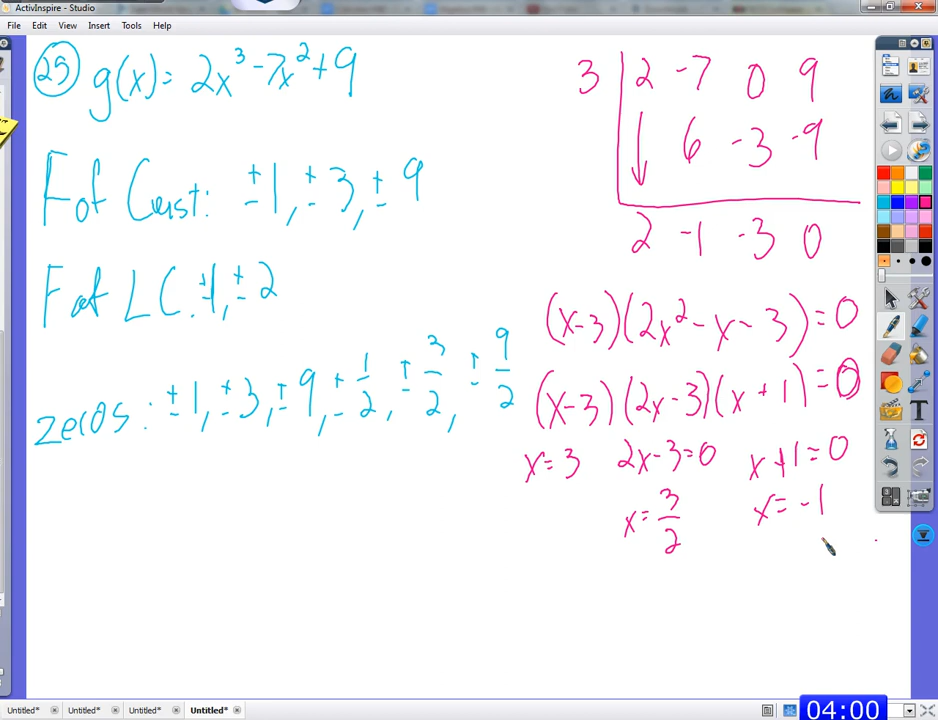 ActivInspire - Studio
File Edit View Insert Tools Help
25 g(x)= 2x³-7x²+9
F of Const: ±1, ±3, ±9
F of LC: ±1, ±2
zeros: ±1, ±3, ±9, ±1/2, ±3/2, ±9/2
3 | 2 -7 0 9
↓ 6 -3 -9
2 -1 -3 0
(x-3)(2x²-x-3)=0
(x-3)(2x-3)(x+1)=0
x=3 2x-3=0 x+1=0
x=3/2 x=-1
Untitled* Untitled* Untitled* Untitled* 04:00